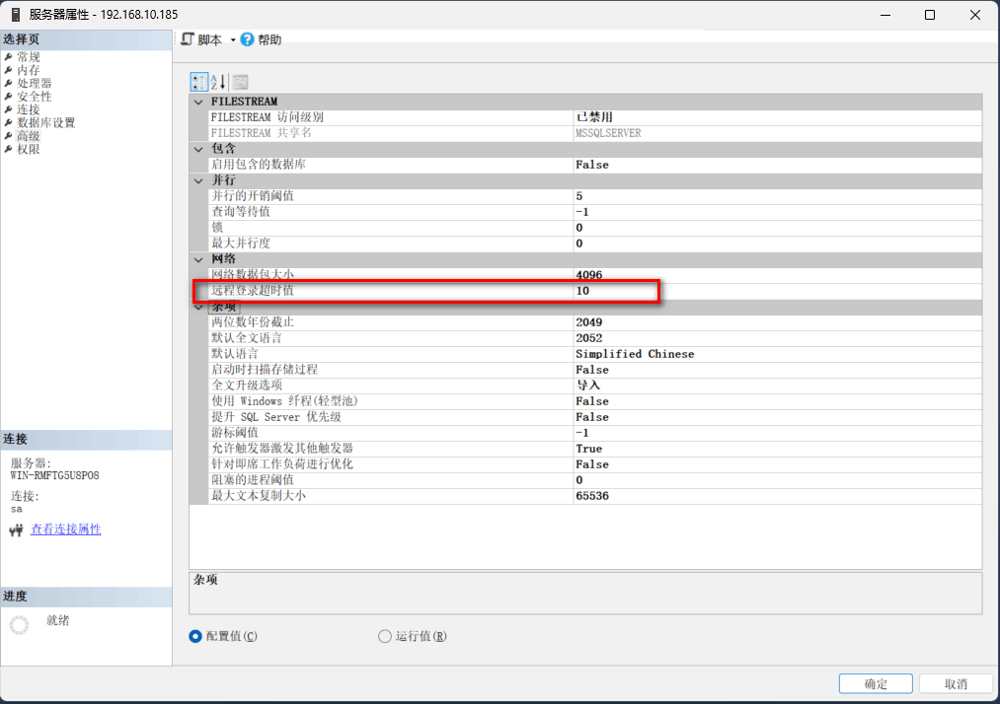 服务器属性 - 192.168.10.185
选择页
常规
内存
处理器
安全性
连接
数据库设置
高级
权限
脚本 帮助
FILESTREAM
FILESTREAM 访问级别 已禁用
FILESTREAM 共享名 MSSQLSERVER
包含
启用包含的数据库 False
并行
并行的开销阈值 5
查询等待值 -1
锁 0
最大并行度 0
网络
网络数据包大小 4096
远程登录超时值 10
杂项
两位数年份截止 2049
默认全文语言 2052
默认语言 Simplified Chinese
启动时扫描存储过程 False
全文升级选项 导入
使用 Windows 纤程(轻型池) False
提升 SQL Server 优先级 False
游标阈值 -1
允许触发器激发其他触发器 True
针对即席工作负荷进行优化 False
阻塞的进程阈值 0
最大文本复制大小 65536
连接
服务器:
WIN-RMFTG5U8PO8
连接:
sa
查看连接属性
进度
就绪
杂项
配置值(C) 运行值(R)
确定 取消